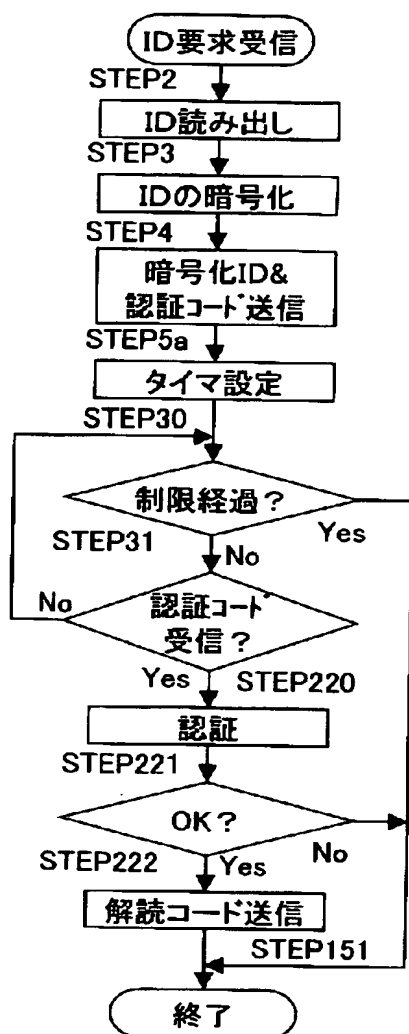 ID要求受信
STEP2
ID読み出し
STEP3
IDの暗号化
STEP4
暗号化ID&
認証コード送信
STEP5a
タイマ設定
STEP30
制限経過？
Yes
STEP31
No
No
認証コード
受信？
Yes
STEP220
認証
STEP221
OK？
No
STEP222
Yes
解読コード送信
STEP151
終了